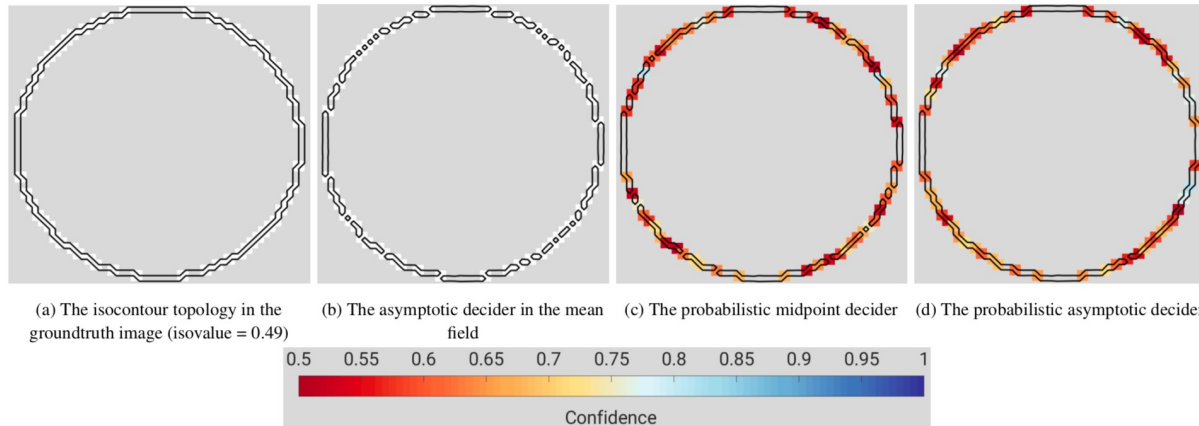 (a) The isocontour topology in the
groundtruth image (isovalue = 0.49)
(b) The asymptotic decider in the mean
field
(c) The probabilistic midpoint decider
(d) The probabilistic asymptotic decider
0.5 0.55 0.6 0.65 0.7 0.75 0.8 0.85 0.9 0.95 1
Confidence